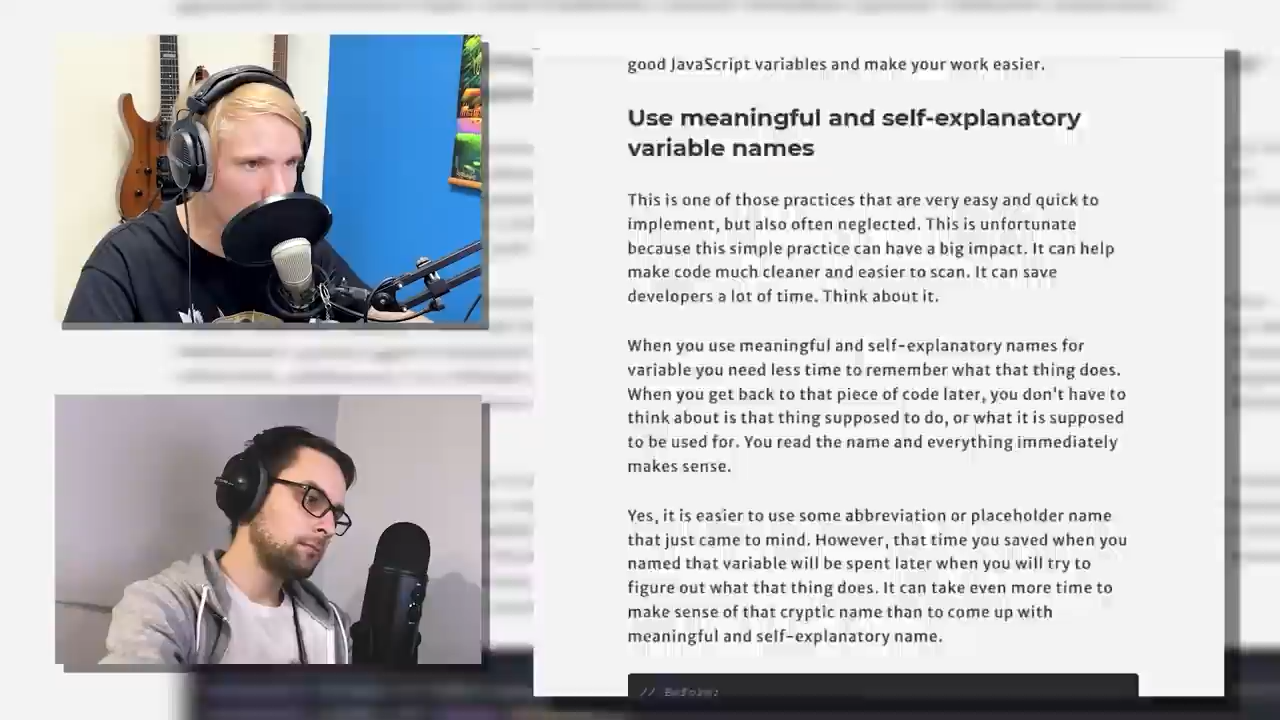 good JavaScript variables and make your work easier.
Use meaningful and self-explanatory
variable names
This is one of those practices that are very easy and quick to
implement, but also often neglected. This is unfortunate
because this simple practice can have a big impact. It can help
make code much cleaner and easier to scan. It can save
developers a lot of time. Think about it.
When you use meaningful and self-explanatory names for
variable you need less time to remember what that thing does.
When you get back to that piece of code later, you don't have to
think about is that thing supposed to do, or what it is supposed
to be used for. You read the name and everything immediately
makes sense.
Yes, it is easier to use some abbreviation or placeholder name
that just came to mind. However, that time you saved when you
named that variable will be spent later when you will try to
figure out what that thing does. It can take even more time to
make sense of that cryptic name than to come up with
meaningful and self-explanatory name.
// Before: